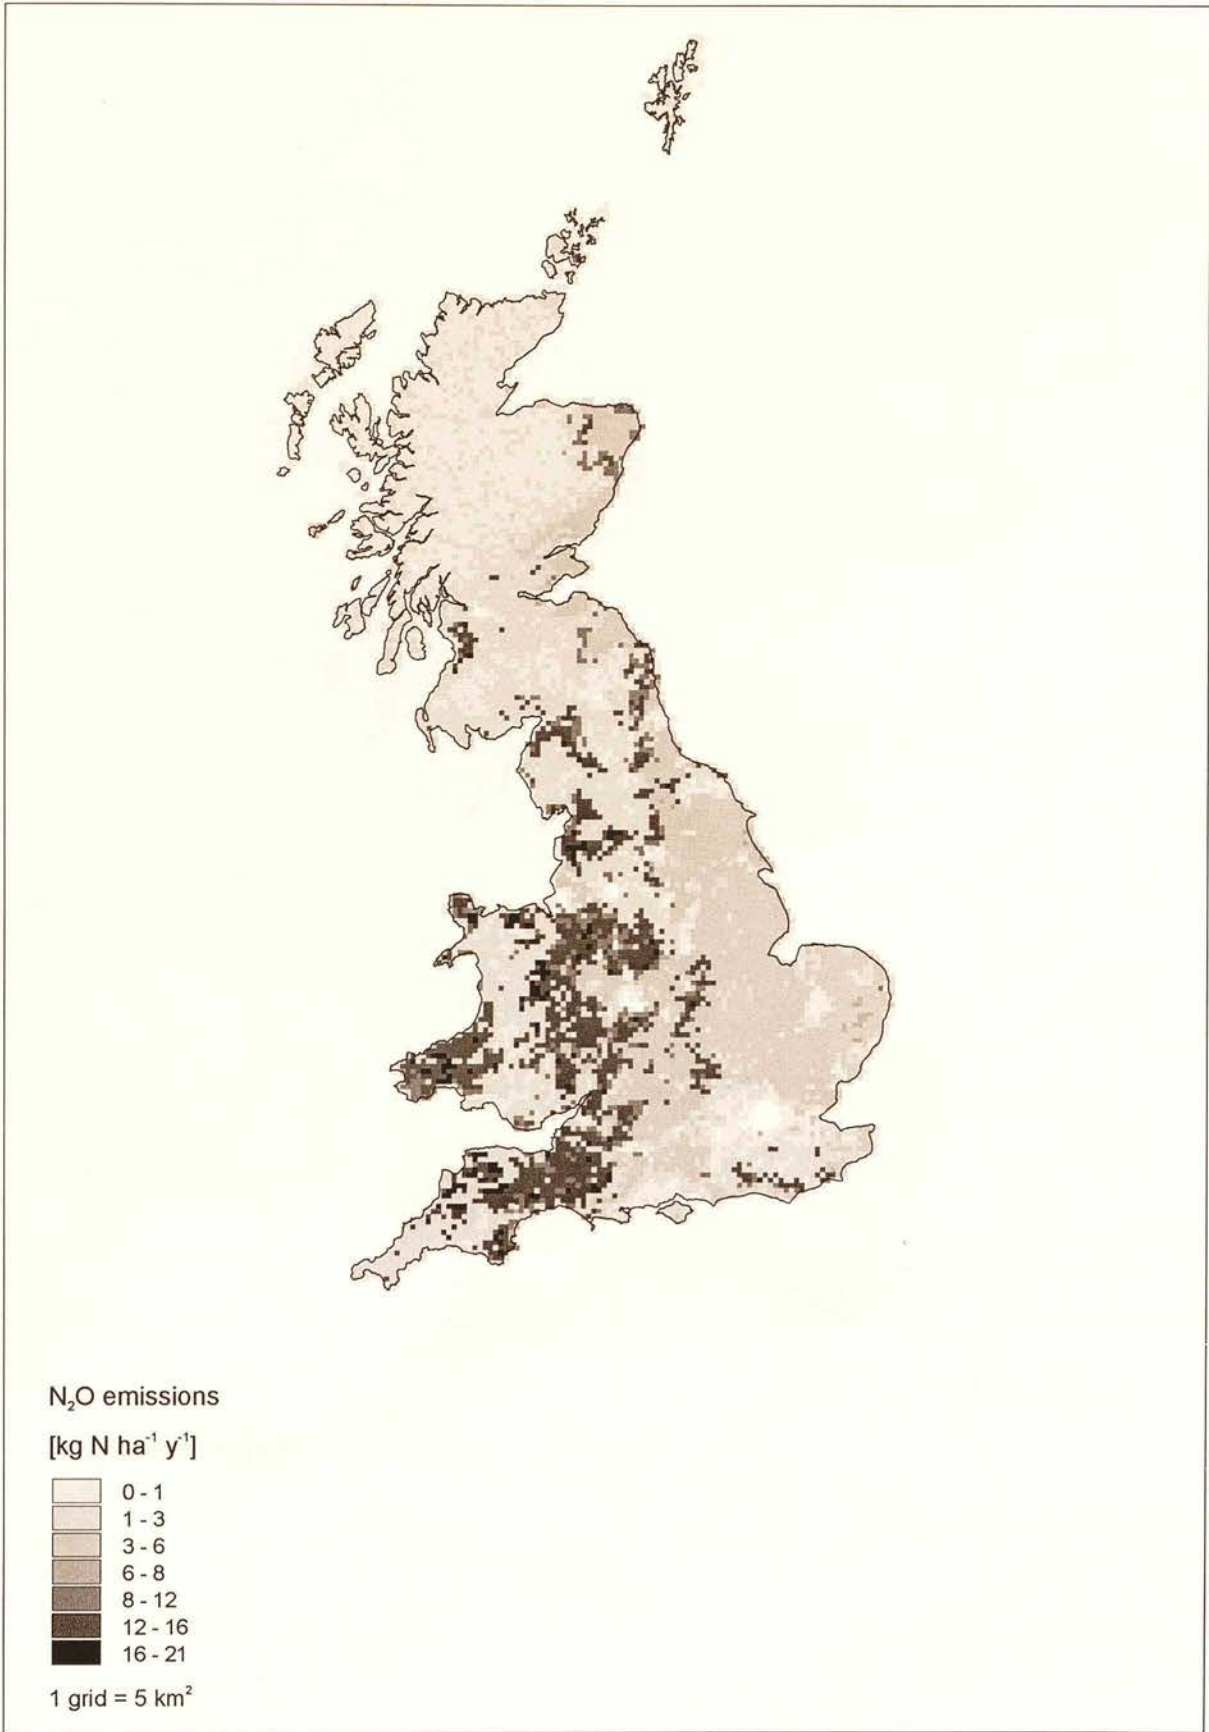 N₂O emissions
[kg N ha⁻¹ y⁻¹]
0 - 1
1 - 3
3 - 6
6 - 8
8 - 12
12 - 16
16 - 21
1 grid = 5 km²